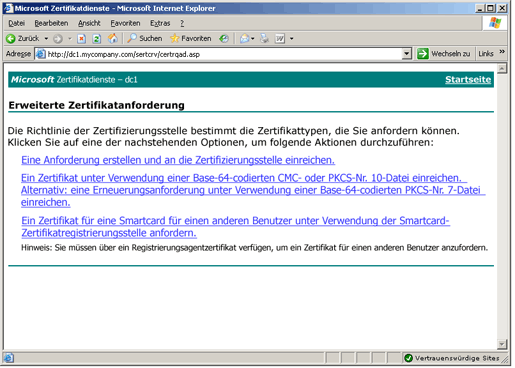 Microsoft Zertifikatdienste - Microsoft Internet Explorer
Datei Bearbeiten Ansicht Favoriten Extras ?
Zurück Suchen Favoriten
Adresse http://dc1.mycompany.com/sertcrv/certrqad.asp Wechseln zu Links »
Microsoft Zertifikatdienste – dc1 Startseite
Erweiterte Zertifikatanforderung
Die Richtlinie der Zertifizierungsstelle bestimmt die Zertifikattypen, die Sie anfordern können.
Klicken Sie auf eine der nachstehenden Optionen, um folgende Aktionen durchzuführen:
Eine Anforderung erstellen und an die Zertifizierungsstelle einreichen.
Ein Zertifikat unter Verwendung einer Base-64-codierten CMC- oder PKCS-Nr. 10-Datei einreichen.
Alternativ: eine Erneuerungsanforderung unter Verwendung einer Base-64-codierten PKCS-Nr. 7-Datei
einreichen.
Ein Zertifikat für eine Smartcard für einen anderen Benutzer unter Verwendung der Smartcard-
Zertifikatregistrierungsstelle anfordern.
Hinweis: Sie müssen über ein Registrierungsagentzertifikat verfügen, um ein Zertifikat für einen anderen Benutzer anzufordern.
Vertrauenswürdige Sites